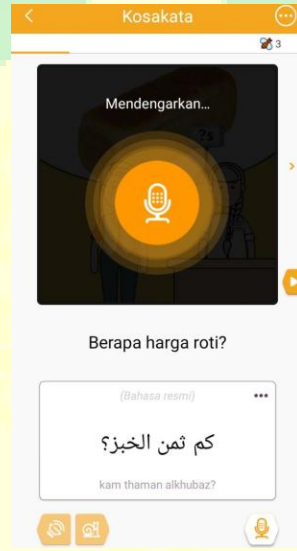 Kosakata
3
Mendengarkan...
?s
Berapa harga roti?
(Bahasa resmi)
كم ثمن الخبز؟
kam thaman alkhubaz?